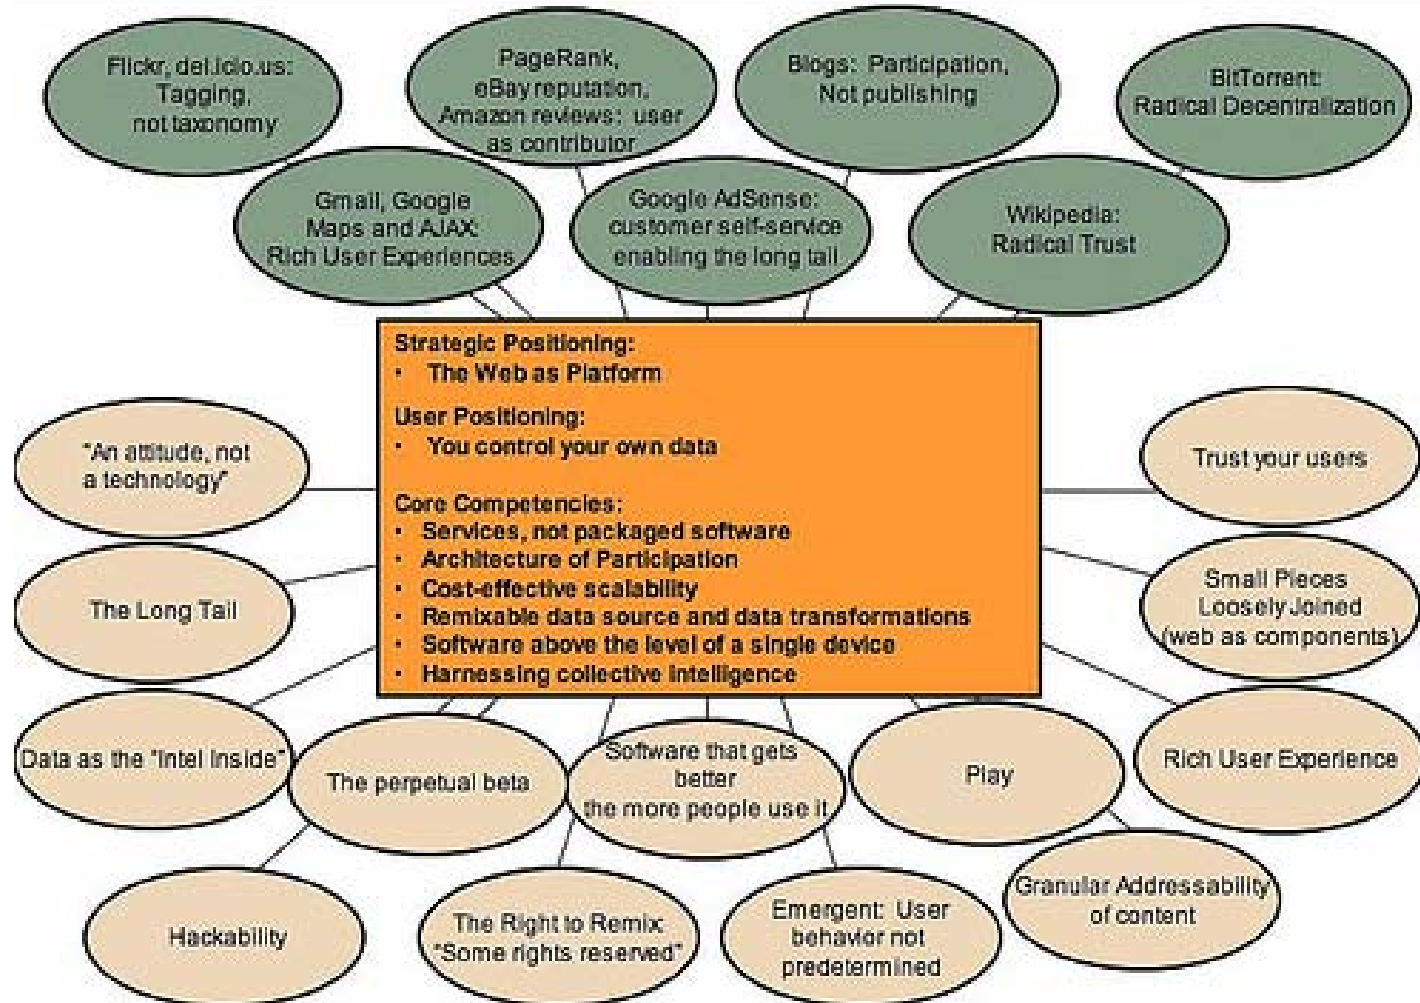 Flickr, del.icio.us:
Tagging,
not taxonomy
PageRank,
eBay reputation,
Amazon reviews: user
as contributor
Blogs: Participation,
Not publishing
BitTorrent:
Radical Decentralization
Gmail, Google
Maps and AJAX:
Rich User Experiences
Google AdSense:
customer self-service
enabling the long tail
Wikipedia:
Radical Trust
Strategic Positioning:
• The Web as Platform
User Positioning:
• You control your own data
Core Competencies:
• Services, not packaged software
• Architecture of Participation
• Cost-effective scalability
• Remixable data source and data transformations
• Software above the level of a single device
• Harnessing collective intelligence
"An attitude, not
a technology"
Trust your users
The Long Tail
Small Pieces
Loosely Joined
(web as components)
Data as the "Intel Inside"
The perpetual beta
Software that gets
better
the more people use it
Play
Rich User Experience
Hackability
The Right to Remix:
"Some rights reserved"
Emergent: User
behavior not
predetermined
Granular Addressability
of content